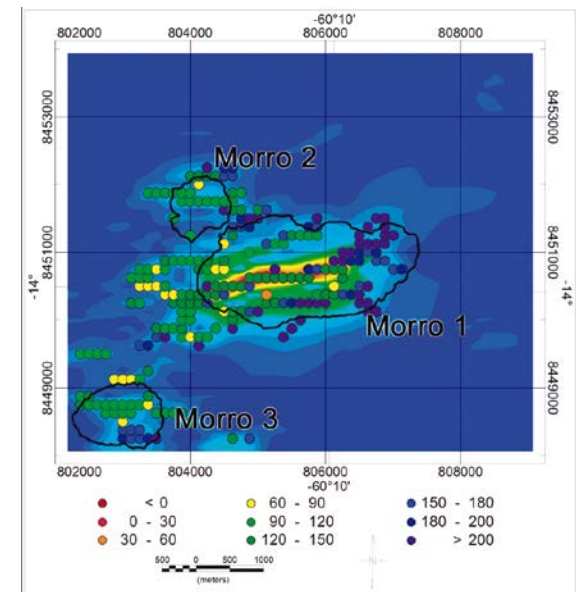 -60°10'
802000 804000 806000 808000
8453000 8453000
Morro 2
8451000 8451000
-14° -14°
Morro 1
8449000 8449000
Morro 3
802000 804000 806000 808000
-60°10'
< 0 60 - 90 150 - 180
0 - 30 90 - 120 180 - 200
30 - 60 120 - 150 > 200
500 0 500 1000
(meters)